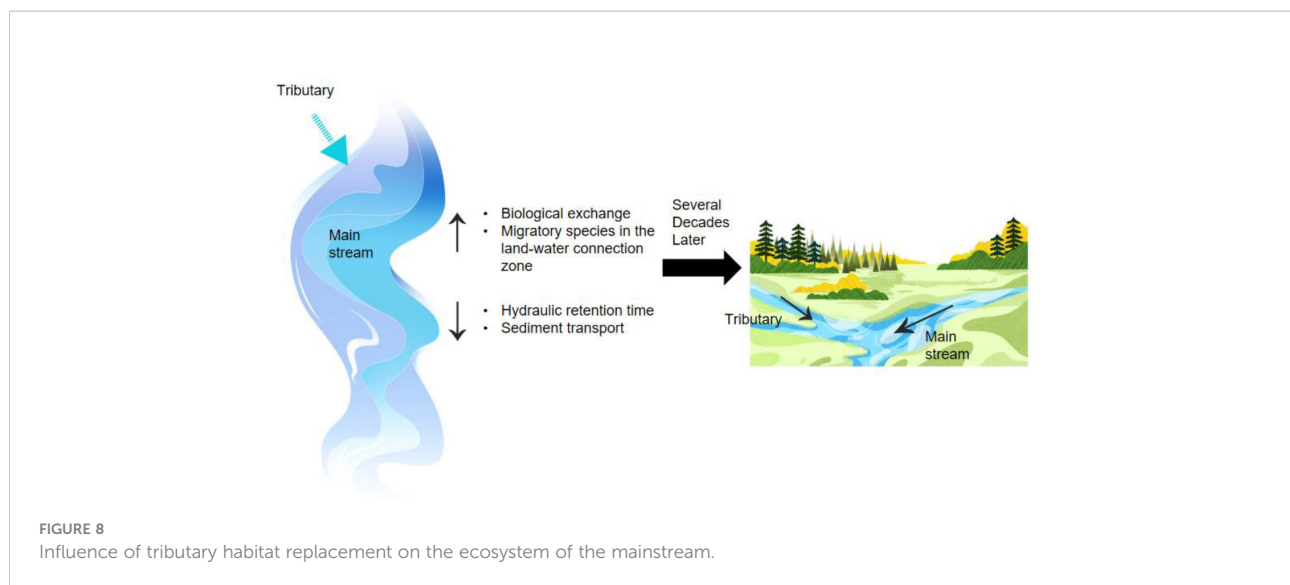 Tributary
Main
stream
• Biological exchange
• Migratory species in the
land-water connection
zone
• Hydraulic retention time
• Sediment transport
Several
Decades
Later
Tributary
Main
stream
FIGURE 8
Influence of tributary habitat replacement on the ecosystem of the mainstream.